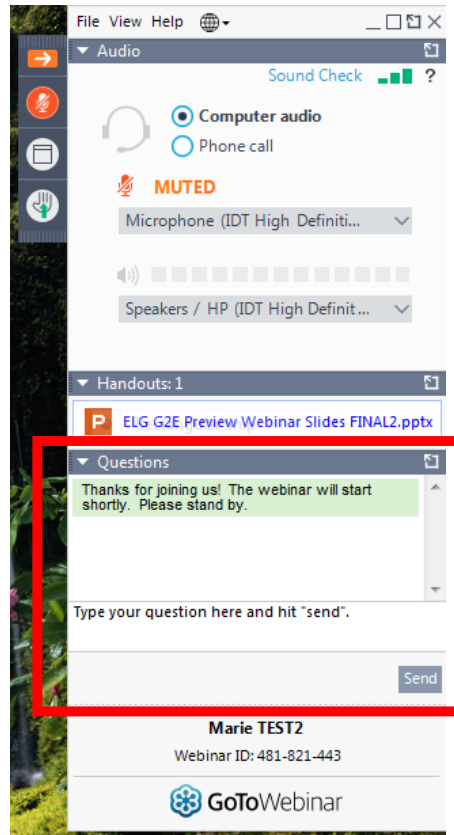 File View Help
Audio
Sound Check ?
Computer audio
Phone call
MUTED
Microphone (IDT High Definiti...
Speakers / HP (IDT High Definit...
Handouts: 1
P ELG G2E Preview Webinar Slides FINAL2.pptx
Questions
Thanks for joining us! The webinar will start
shortly. Please stand by.
Type your question here and hit "send".
Send
Marie TEST2
Webinar ID: 481-821-443
GoToWebinar